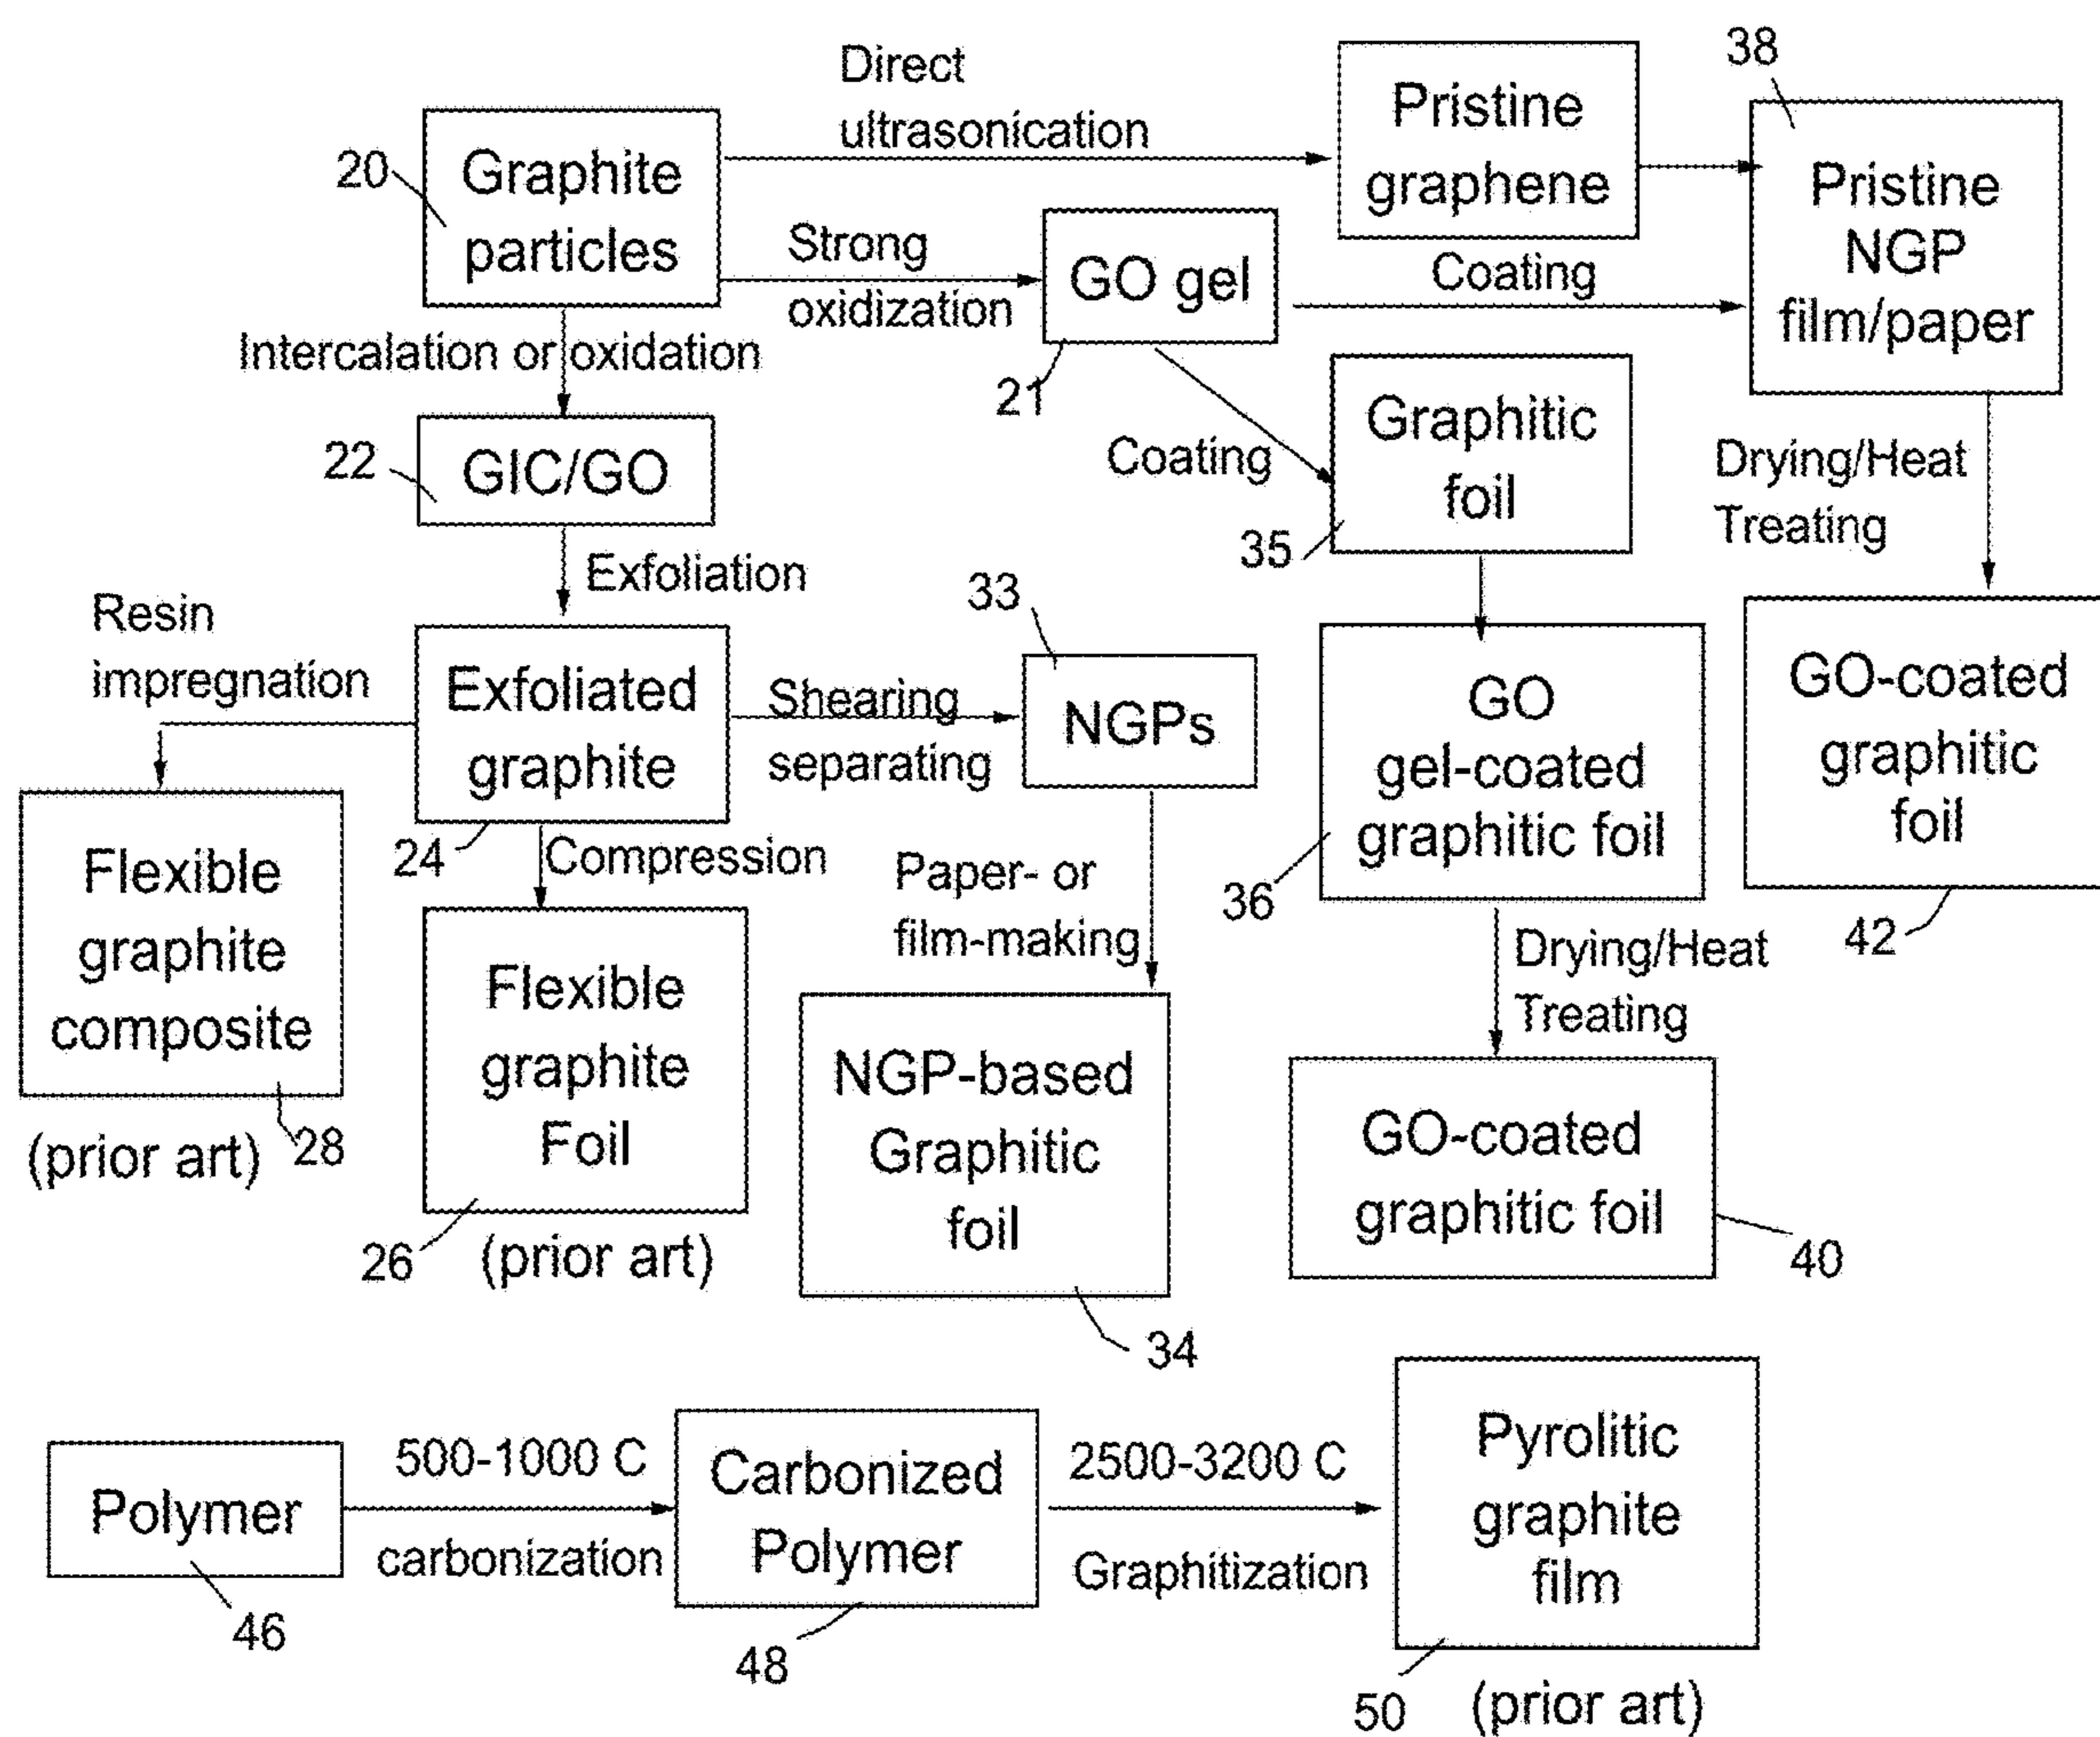 Direct
ultrasonication
Pristine
graphene
38
20
Graphite
particles
Pristine
NGP
film/paper
Strong
oxidization
GO gel
Coating
Intercalation or oxidation
21
Graphitic
foil
22
GIC/GO
Coating
Drying/Heat
Treating
35
Exfoliation
33
Resin
impregnation
Exfoliated
graphite
Shearing
separating
NGPs
GO
gel-coated
graphitic foil
GO-coated
graphitic
foil
24
Compression
Paper- or
film-making
36
42
Flexible
graphite
composite
Flexible
graphite
Foil
Drying/Heat
Treating
NGP-based
Graphitic
foil
GO-coated
graphitic foil
(prior art)
28
26
(prior art)
40
34
Polymer
500-1000 C
carbonization
Carbonized
Polymer
2500-3200 C
Graphitization
Pyrolitic
graphite
film
46
48
50
(prior art)